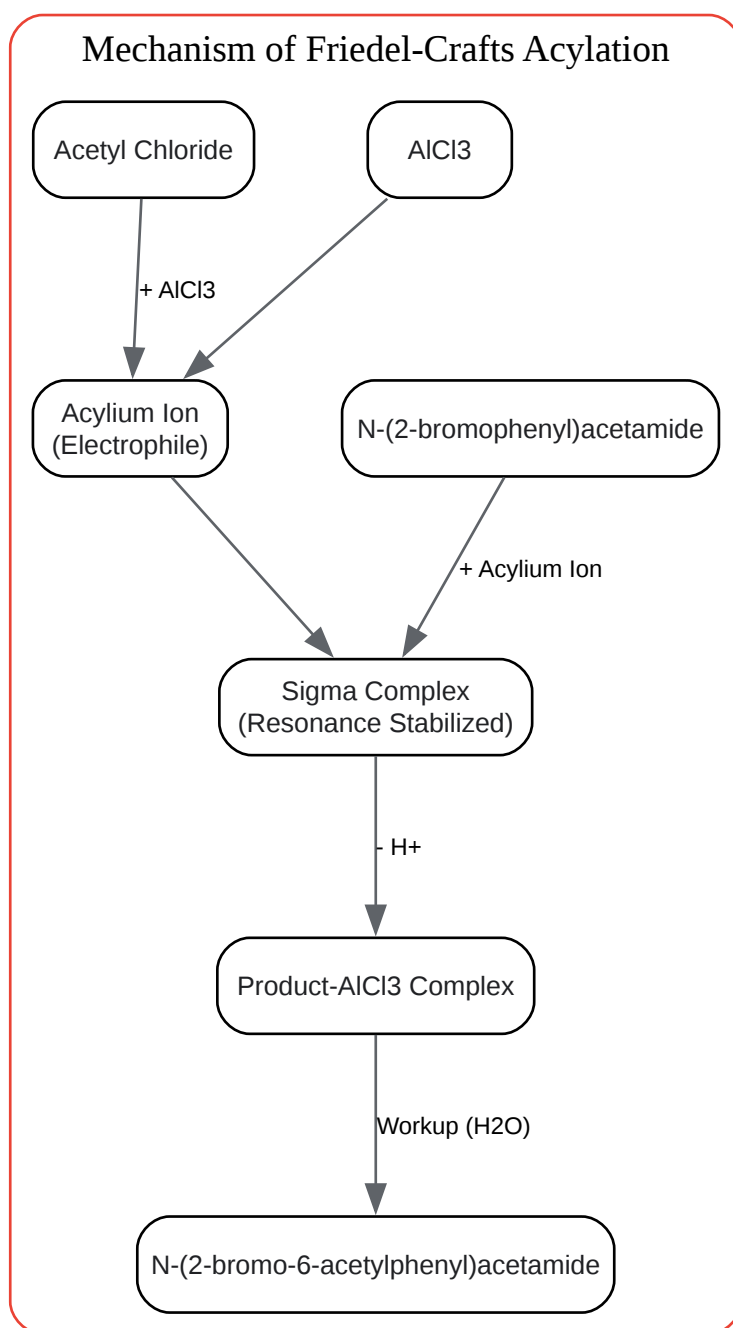 Mechanism of Friedel-Crafts Acylation
Acetyl Chloride
AlCl3
+ AlCl3
Acylium Ion
(Electrophile)
N-(2-bromophenyl)acetamide
+ Acylium Ion
Sigma Complex
(Resonance Stabilized)
- H+
Product-AlCl3 Complex
Workup (H2O)
N-(2-bromo-6-acetylphenyl)acetamide